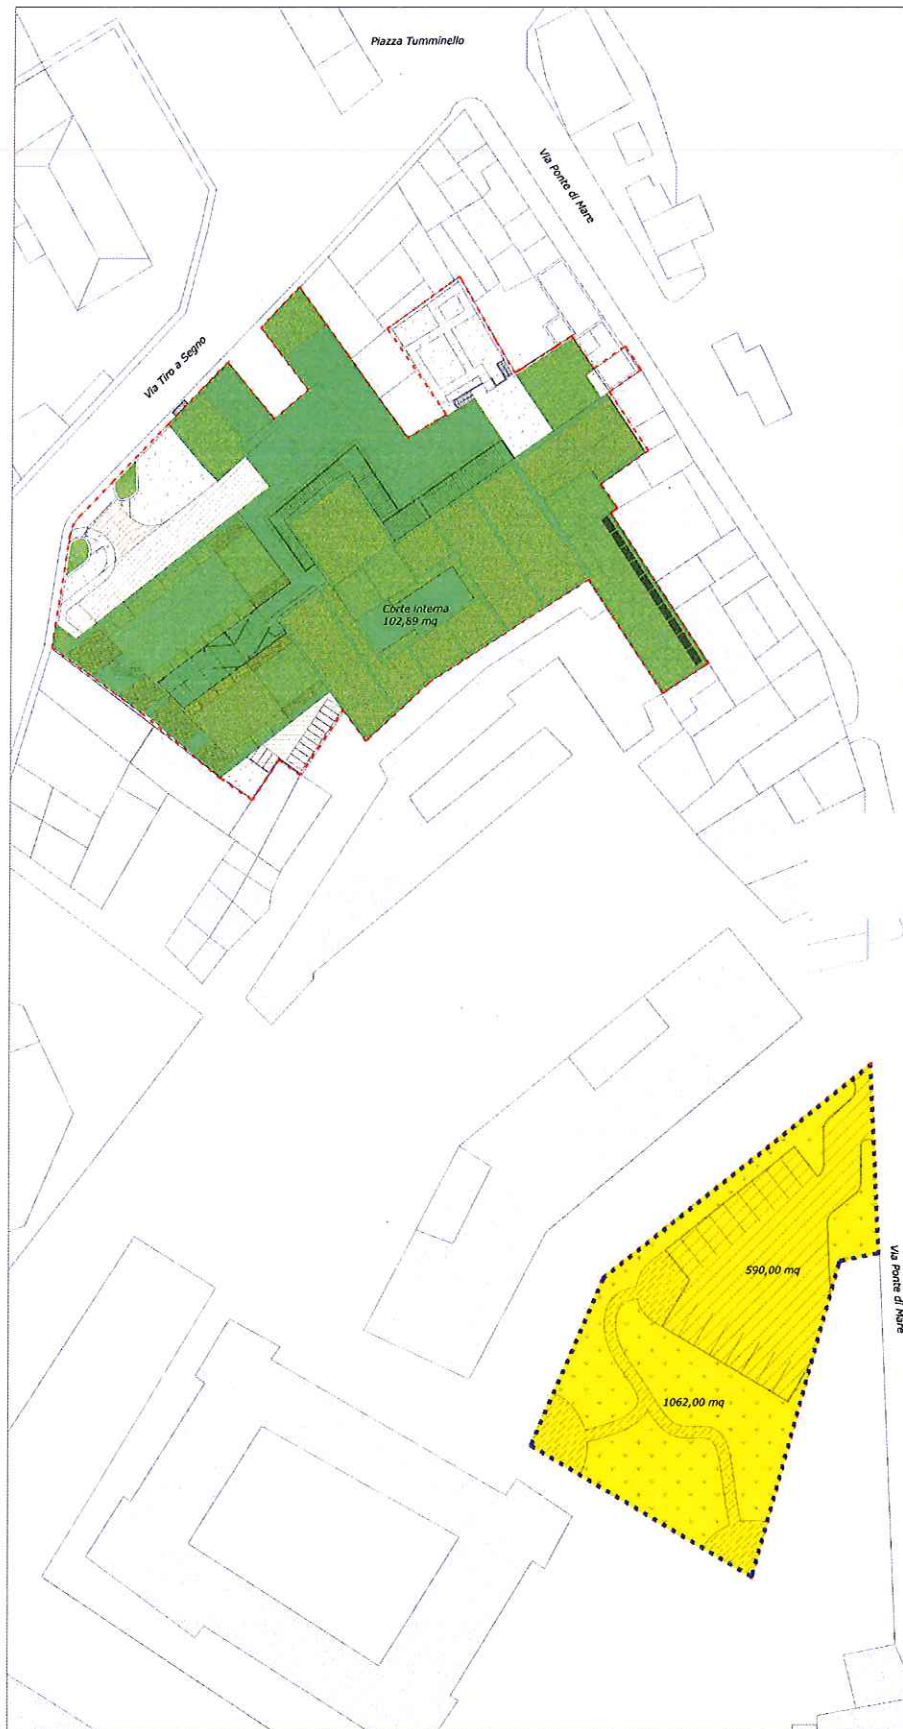 Piazza Tumminello
Via Ponte di Mare
Via Tiro a Segno
Corte interna
102,89 mq
590,00 mq
Via Ponte di Mare
1062,00 mq